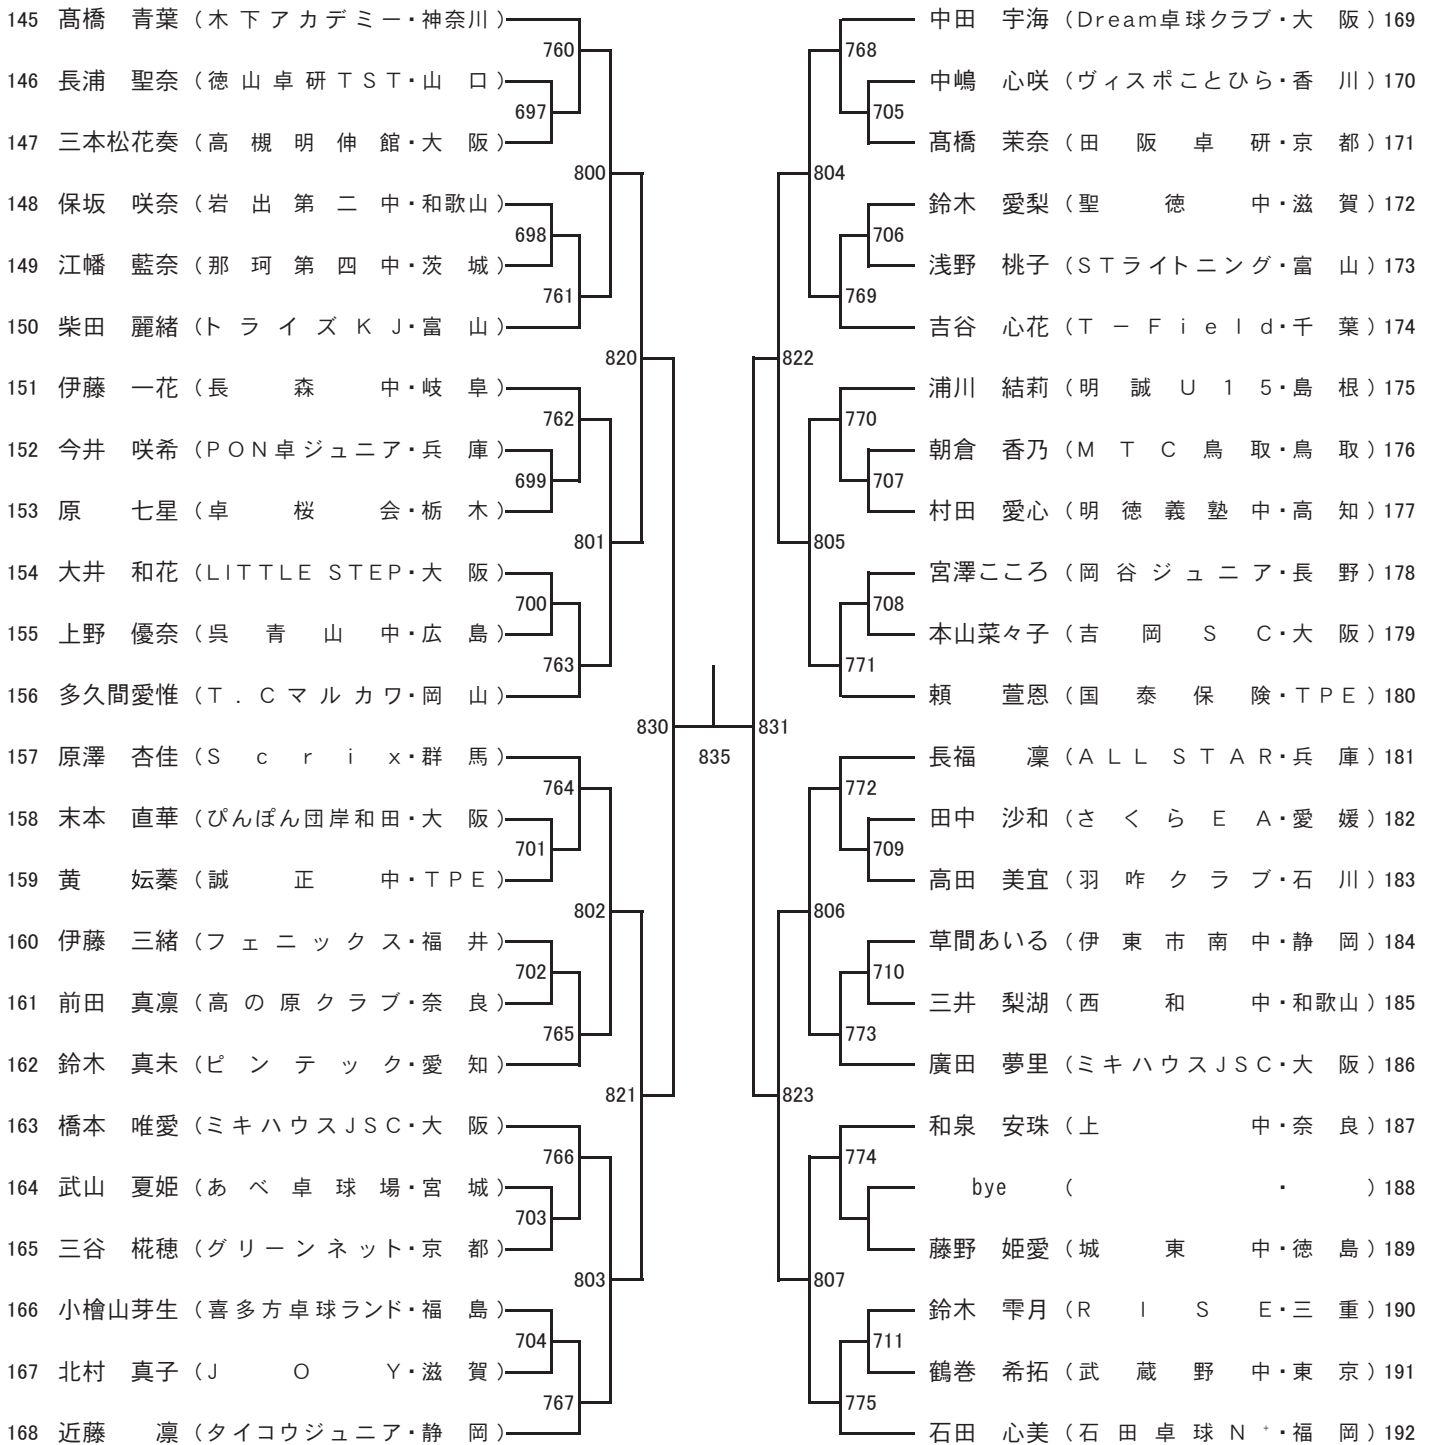 145 髙橋 青葉 (木下アカデミー・神奈川)
146 長浦 聖奈 (徳山卓研TST・山口)
147 三本松花奏 (高槻明伸館・大阪)
148 保坂 咲奈 (岩出第二中・和歌山)
149 江幡 藍奈 (那珂第四中・茨城)
150 柴田 麗緒 (トライズKJ・富山)
151 伊藤 一花 (長森中・岐阜)
152 今井 咲希 (PON卓ジュニア・兵庫)
153 原 七星 (卓桜会・栃木)
154 大井 和花 (LITTLE STEP・大阪)
155 上野 優奈 (呉青山中・広島)
156 多久間愛惟 (T.Cマルカワ・岡山)
157 原澤 杏佳 (Scrix・群馬)
158 末本 直華 (ぴんぽん団岸和田・大阪)
159 黄 妘蓁 (誠正中・TPE)
160 伊藤 三緒 (フェニックス・福井)
161 前田 真凛 (高の原クラブ・奈良)
162 鈴木 真未 (ピンテック・愛知)
163 橋本 唯愛 (ミキハウスJSC・大阪)
164 武山 夏姫 (あべ卓球場・宮城)
165 三谷 椛穂 (グリーンネット・京都)
166 小檜山芽生 (喜多方卓球ランド・福島)
167 北村 真子 (JOY・滋賀)
168 近藤 凛 (タイコウジュニア・静岡)
760
697
698
761
762
699
700
763
764
701
702
765
766
703
704
767
800
801
802
803
820
821
830
835
831
822
823
804
805
806
807
768
705
706
769
770
707
708
771
772
709
710
773
774
711
775
中田 宇海 (Dream卓球クラブ・大阪) 169
中嶋 心咲 (ヴィスポことひら・香川) 170
髙橋 茉奈 (田阪卓研・京都) 171
鈴木 愛梨 (聖徳中・滋賀) 172
浅野 桃子 (STライトニング・富山) 173
吉谷 心花 (T-Field・千葉) 174
浦川 結莉 (明誠U15・島根) 175
朝倉 香乃 (MTC鳥取・鳥取) 176
村田 愛心 (明徳義塾中・高知) 177
宮澤こころ (岡谷ジュニア・長野) 178
本山菜々子 (吉岡SC・大阪) 179
頼 萱恩 (国泰保険・TPE) 180
長福 凜 (ALL STAR・兵庫) 181
田中 沙和 (さくらEA・愛媛) 182
高田 美宜 (羽咋クラブ・石川) 183
草間あいる (伊東市南中・静岡) 184
三井 梨湖 (西和中・和歌山) 185
廣田 夢里 (ミキハウスJSC・大阪) 186
和泉 安珠 (上中・奈良) 187
bye (・) 188
藤野 姫愛 (城東中・徳島) 189
鈴木 雫月 (RISE・三重) 190
鶴巻 希拓 (武蔵野中・東京) 191
石田 心美 (石田卓球N⁺・福岡) 192